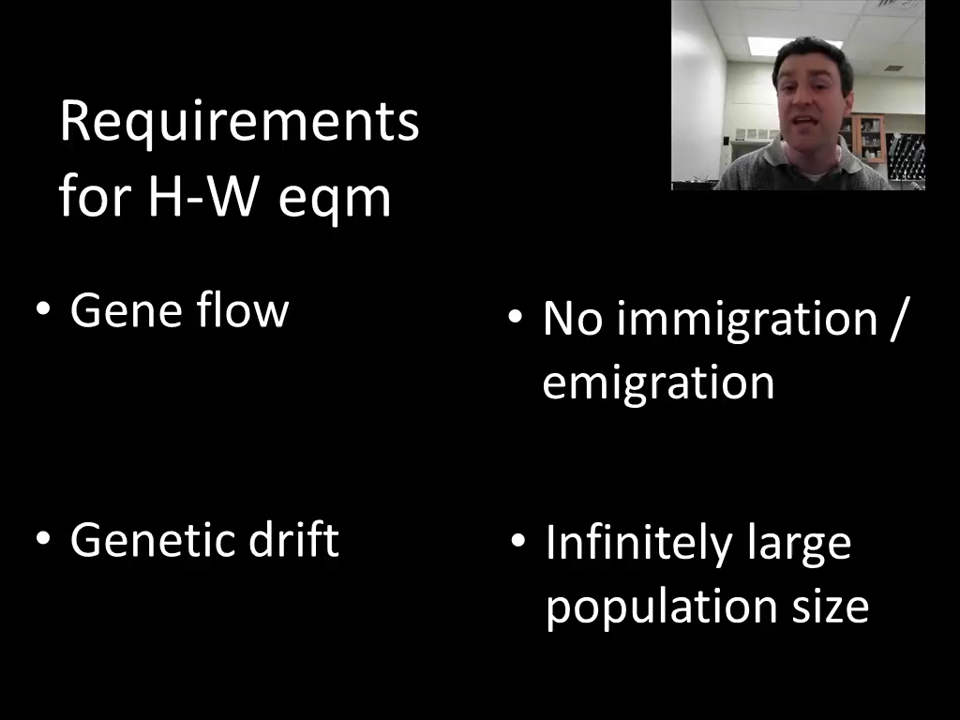 Requirements
for H-W eqm
• Gene flow
• No immigration /
emigration
• Genetic drift
• Infinitely large
population size